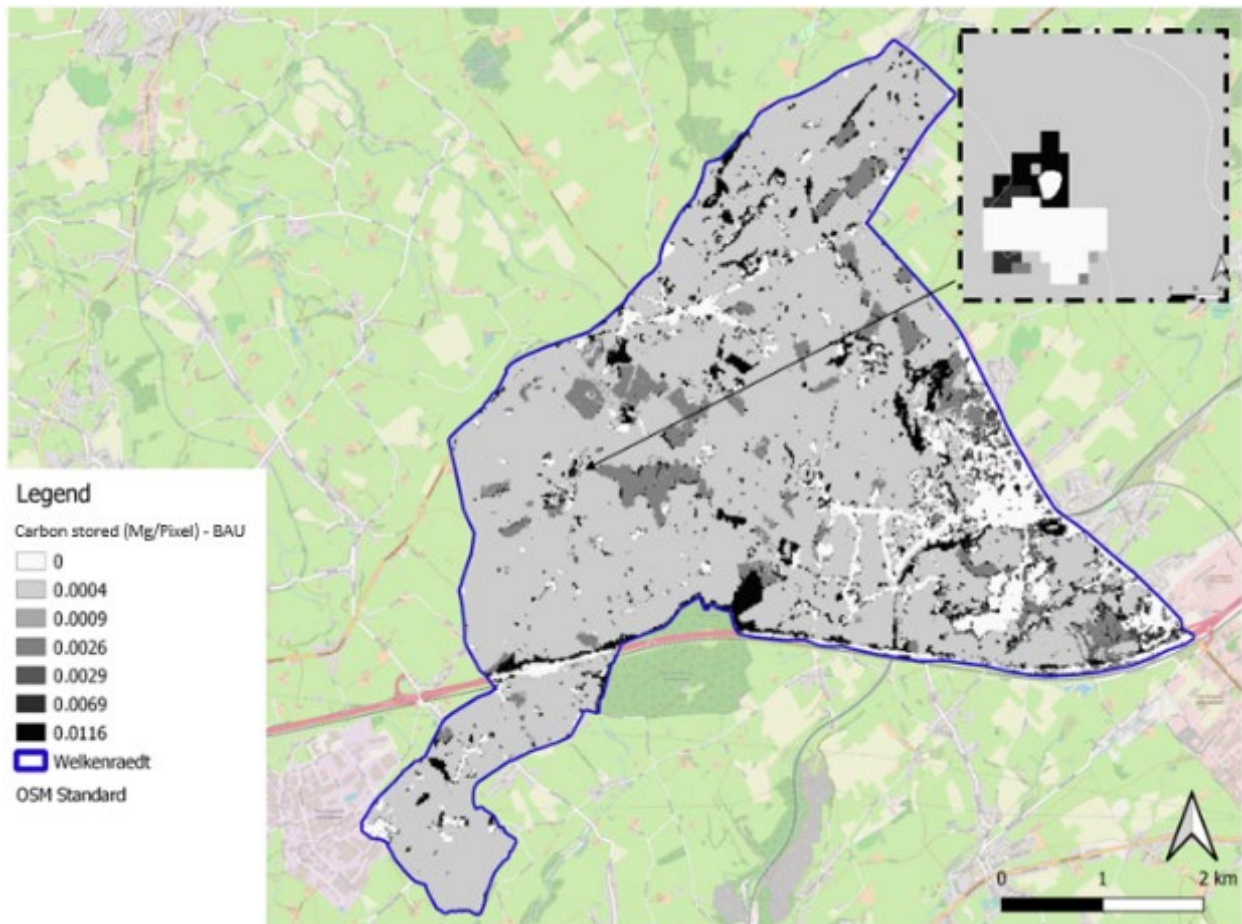 Legend
Carbon stored (Mg/Pixel) - BAU
0
0.0004
0.0009
0.0026
0.0029
0.0069
0.0116
Welkenraedt
OSM Standard
0 1 2 km